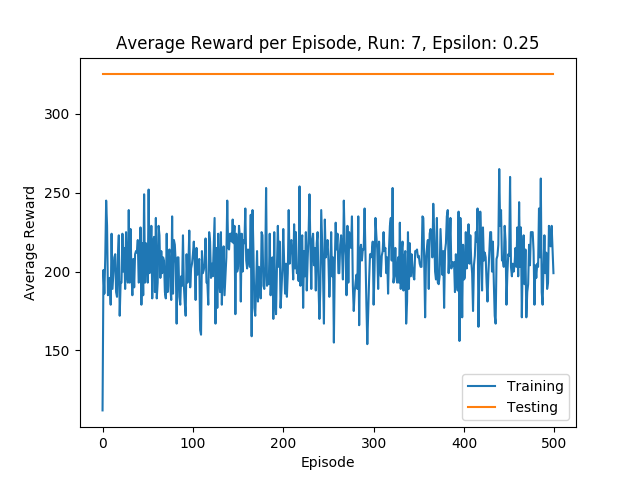 Average Reward per Episode, Run: 7, Epsilon: 0.25
300
250
200
150
Average Reward
0
100
200
300
400
500
Episode
Training
Testing